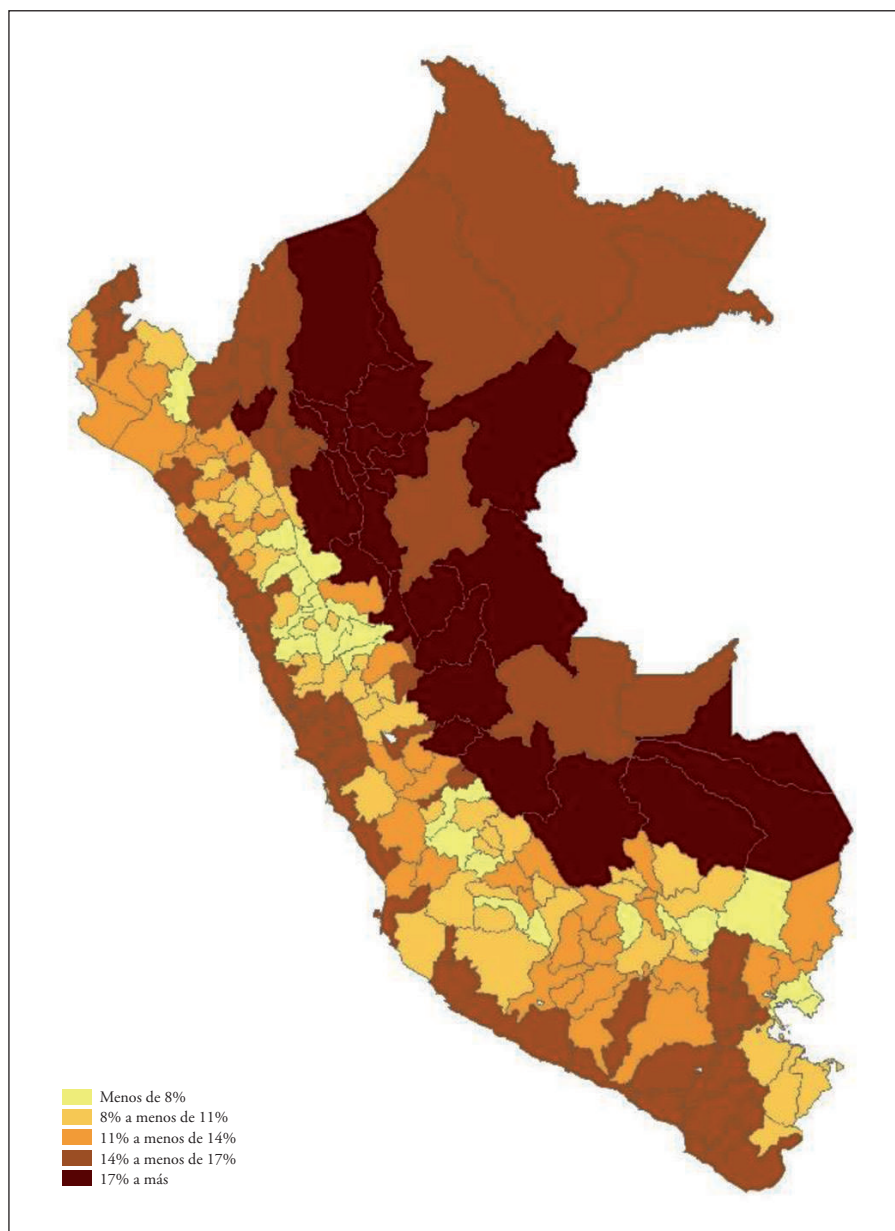 Menos de 8%
8% a menos de 11%
11% a menos de 14%
14% a menos de 17%
17% a más